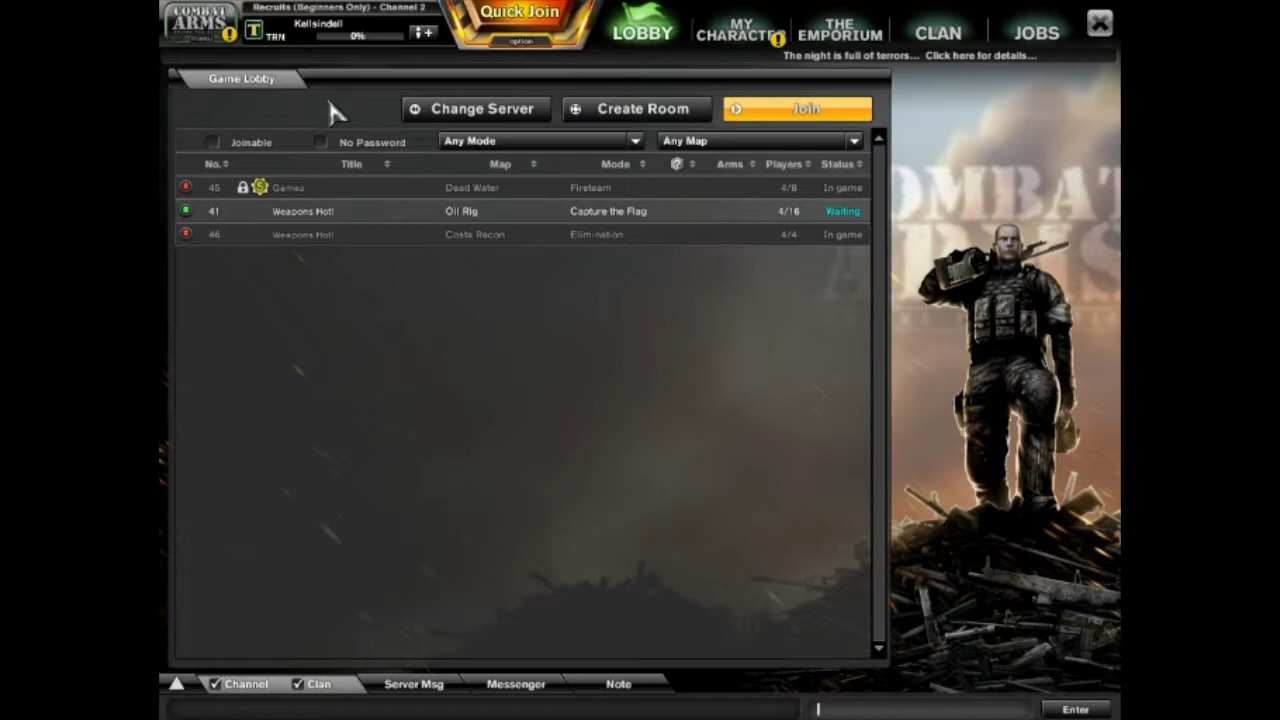 COMBAT ARMS
menu
Recruits (Beginners Only) - Channel 2
T TRN Kellsindell 0%
Quick Join
option
LOBBY
MY CHARACTER
THE EMPORIUM
CLAN
JOBS
The night is full of terrors... Click here for details...
Game Lobby
Change Server Create Room Join
Joinable No Password Any Mode Any Map
No. Title Map Mode Arms Players Status
45 S Gamez Dead Water Fireteam 4/8 In game
41 Weapons Hot! Oil Rig Capture the Flag 4/16 Waiting
46 Weapons Hot! Costa Recon Elimination 4/4 In game
OMBAT
Channel Clan Server Msg Messenger Note
Enter